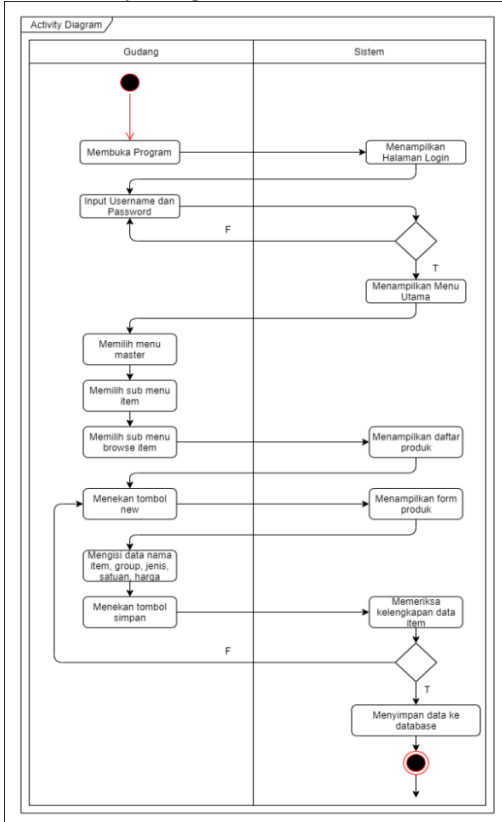 Activity Diagram
Gudang
Sistem
Membuka Program
Menampilkan
Halaman Login
Input Username dan
Password
F
T
Menampilkan Menu
Utama
Memilih menu
master
Memilih sub menu
item
Memilih sub menu
browse item
Menampilkan daftar
produk
Menekan tombol
new
Menampilkan form
produk
Mengisi data nama
item, group, jenis,
satuan, harga
Menekan tombol
simpan
Memeriksa
kelengkapan data
item
F
T
Menyimpan data ke
database